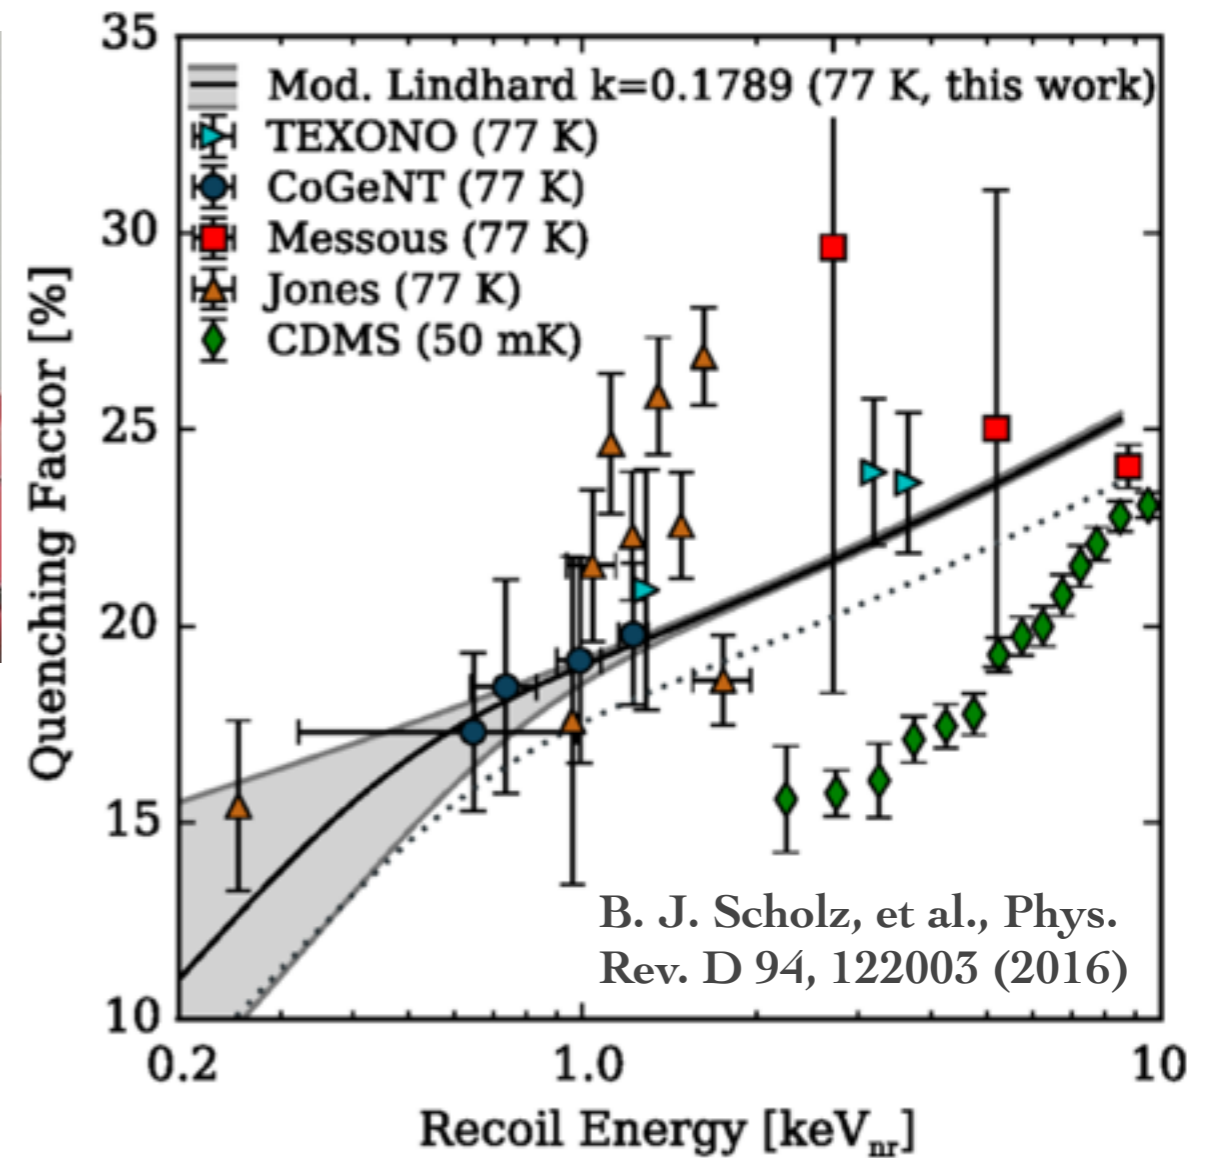 35
30
25
20
15
10
Quenching Factor [%]
Mod. Lindhard k=0.1789 (77 K, this work)
TEXONO (77 K)
CoGeNT (77 K)
Messous (77 K)
Jones (77 K)
CDMS (50 mK)
B. J. Scholz, et al., Phys.
Rev. D 94, 122003 (2016)
0.2 1.0 10
Recoil Energy [keVnr]